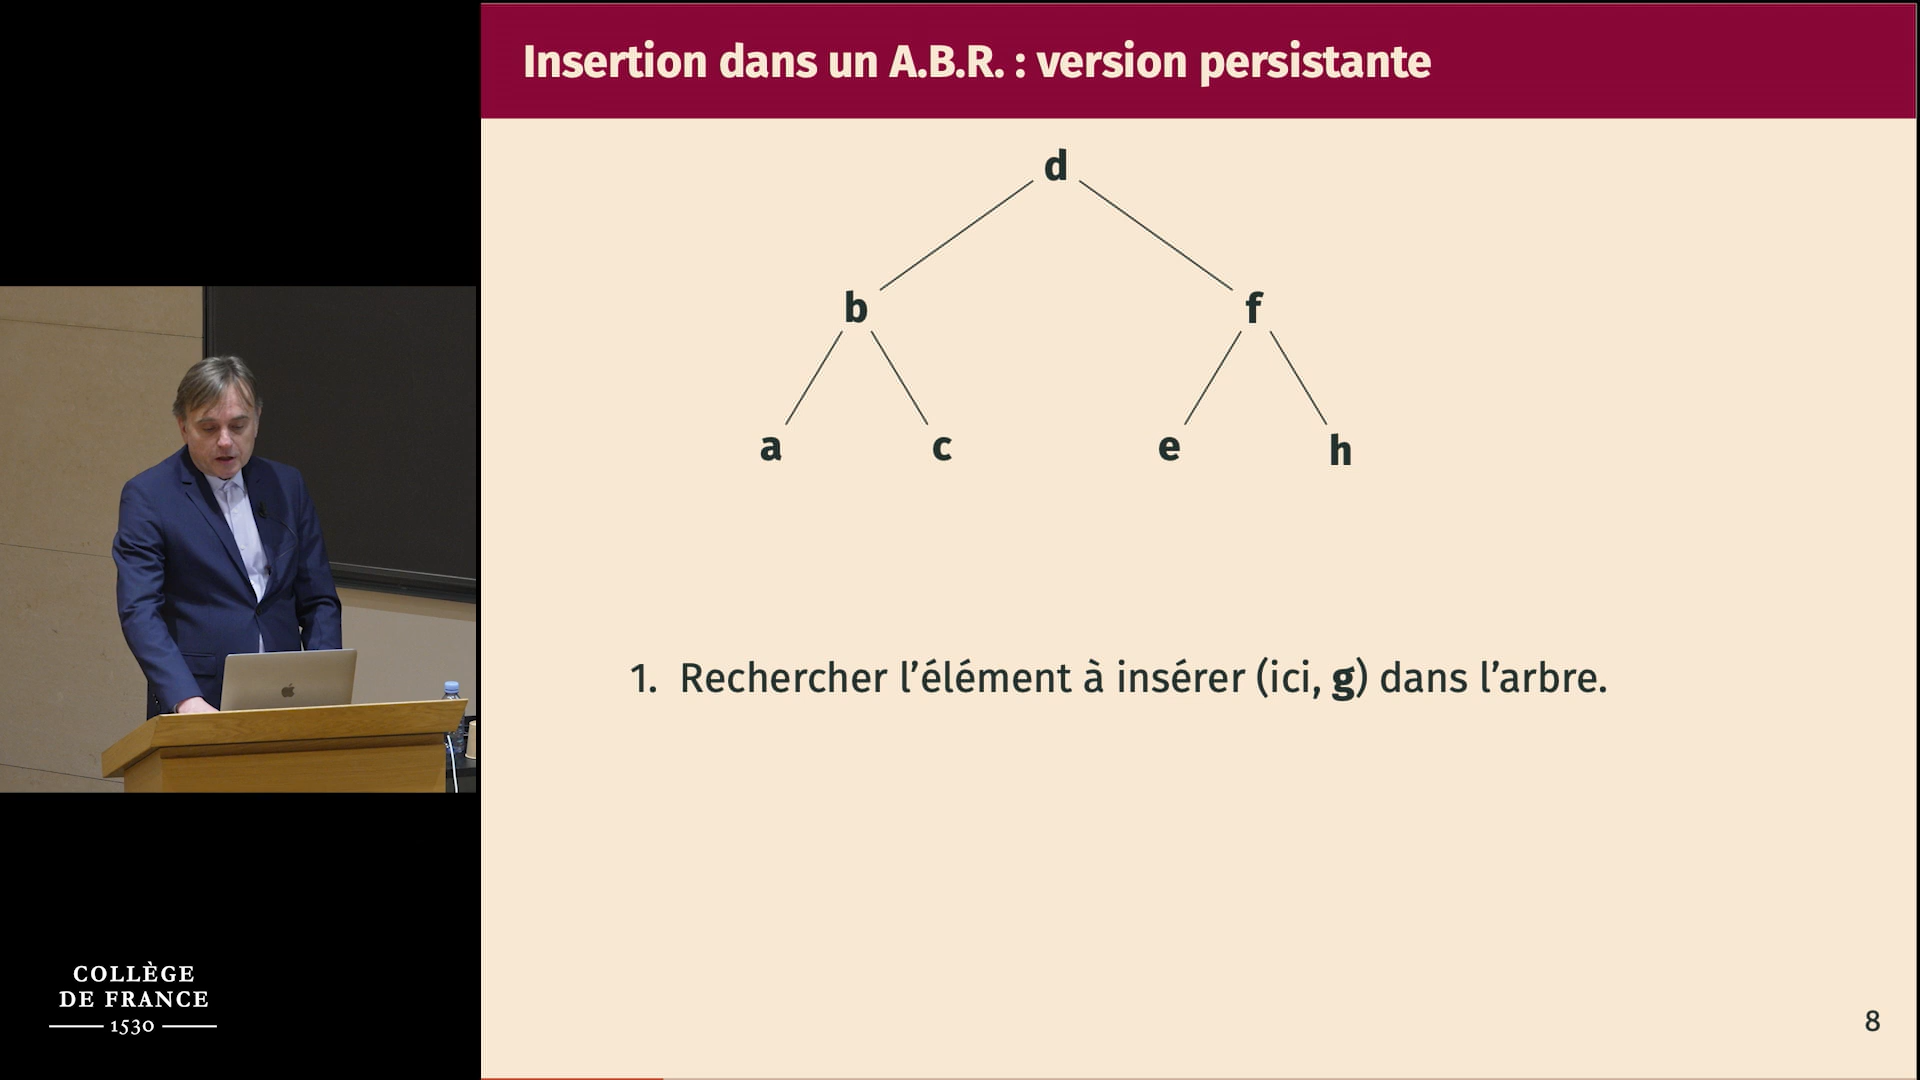 Insertion dans un A.B.R. : version persistante
d
b f
a c e h
1. Rechercher l’élément à insérer (ici, g) dans l’arbre.
COLLÈGE
DE FRANCE
1530
8